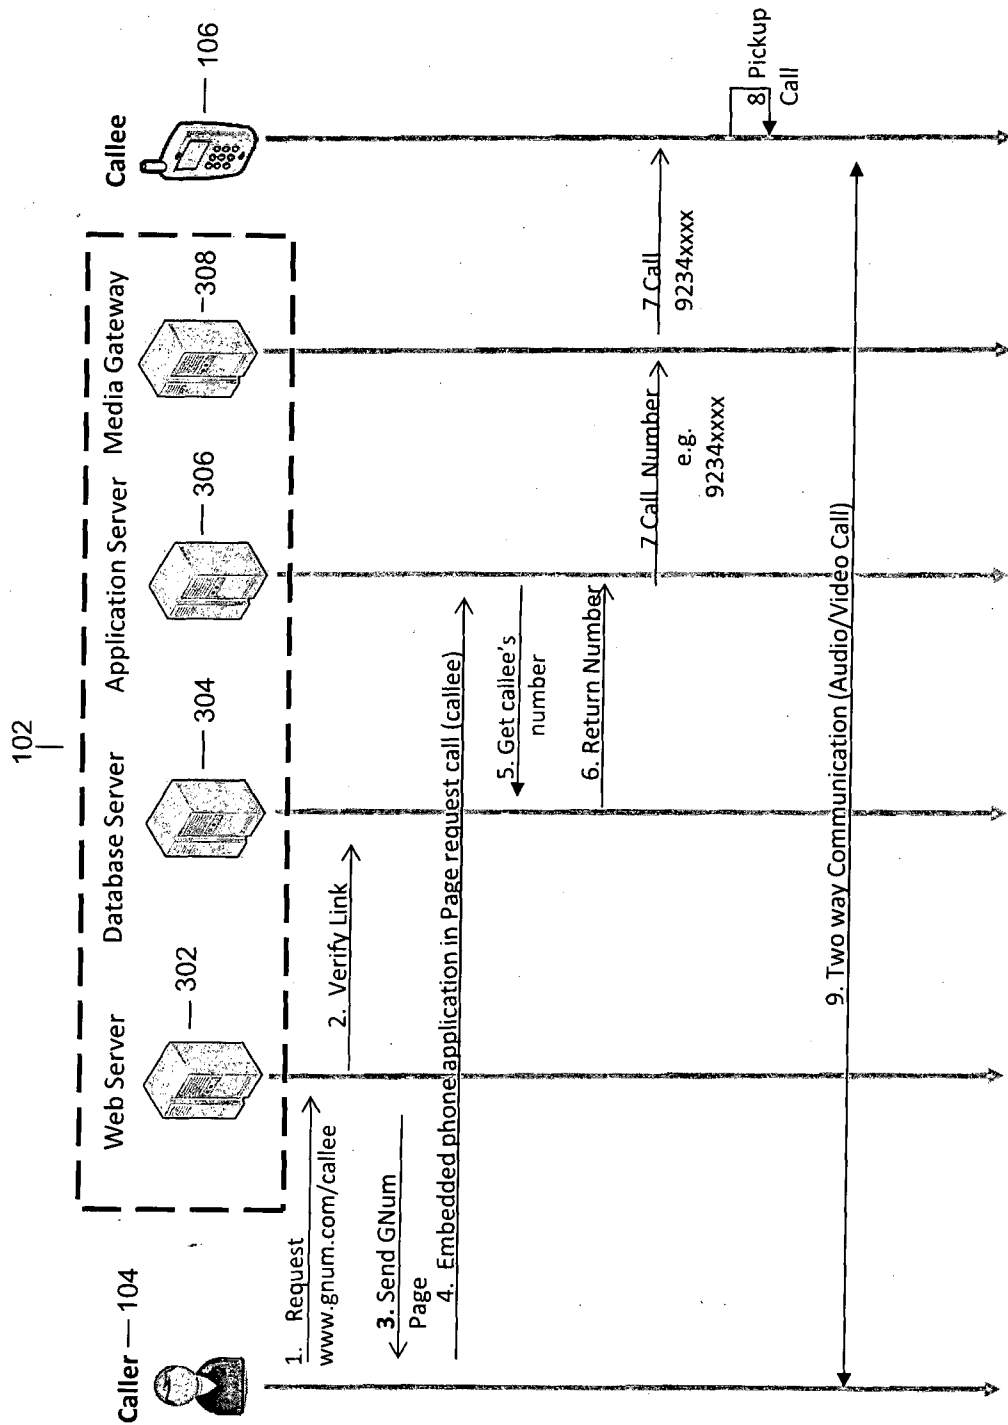 102
Caller
104
Web Server
302
Database Server
304
Application Server
306
Media Gateway
308
Callee
106
1. Request
www.gnum.com/callee
2. Verify Link
3. Send GNum
Page
4. Embedded phone application in Page request call (callee)
5. Get callee's
number
6. Return Number
7 Call Number
e.g.
9234xxxx
7 Call
9234xxxx
8 Pickup
Call
9. Two way Communication (Audio/Video Call)